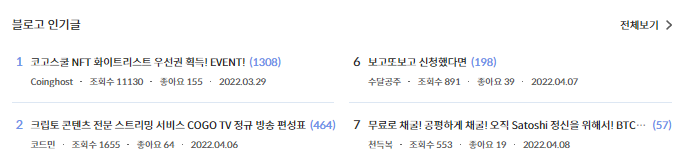 블로고 인기글
전체보기
1 코고스쿨 NFT 화이트리스트 우선권 획득! EVENT! (1308)
Coinghost · 조회수 11130 · 총아요 155 · 2022.03.29
2 크립토 콘텐츠 전문 스트리밍 서비스 COGO TV 정규 방송 편성표 (464)
코드민 · 조회수 1655 · 총아요 64 · 2022.04.06
6 보고또보고 신청했다면 (198)
수달공주 · 조회수 891 · 총아요 39 · 2022.04.07
7 무료로 채굴! 공평하게 채굴! 오직 Satoshi 정신을 위해서! BTC… (57)
전득복 · 조회수 553 · 총아요 19 · 2022.04.08